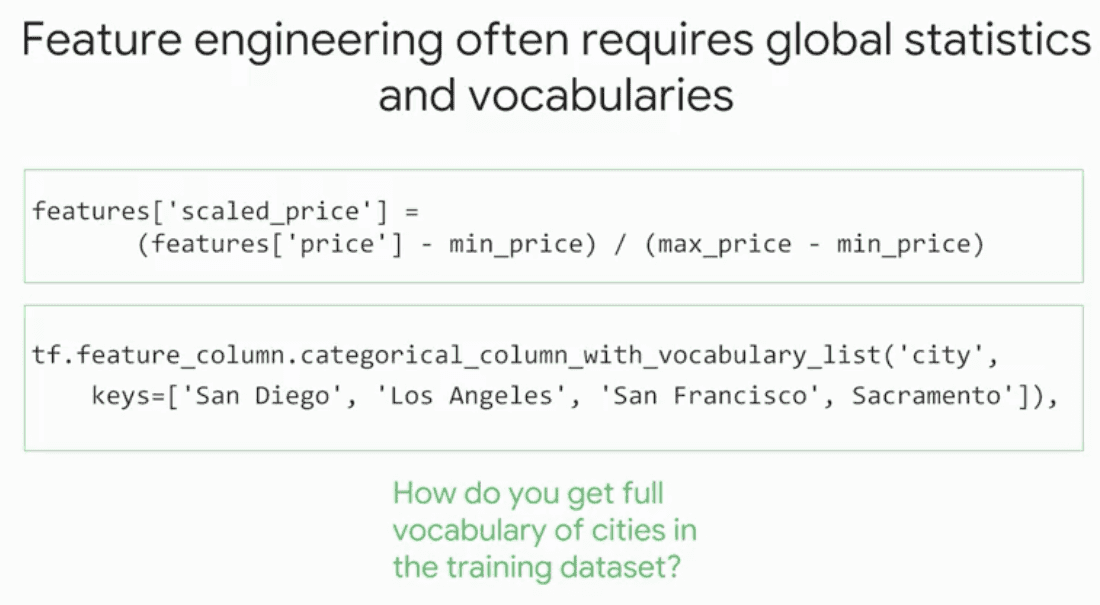 Feature engineering often requires global statistics
and vocabularies
features['scaled_price'] =
(features['price'] - min_price) / (max_price - min_price)
tf.feature_column.categorical_column_with_vocabulary_list('city',
keys=['San Diego', 'Los Angeles', 'San Francisco', Sacramento']),
How do you get full
vocabulary of cities in
the training dataset?